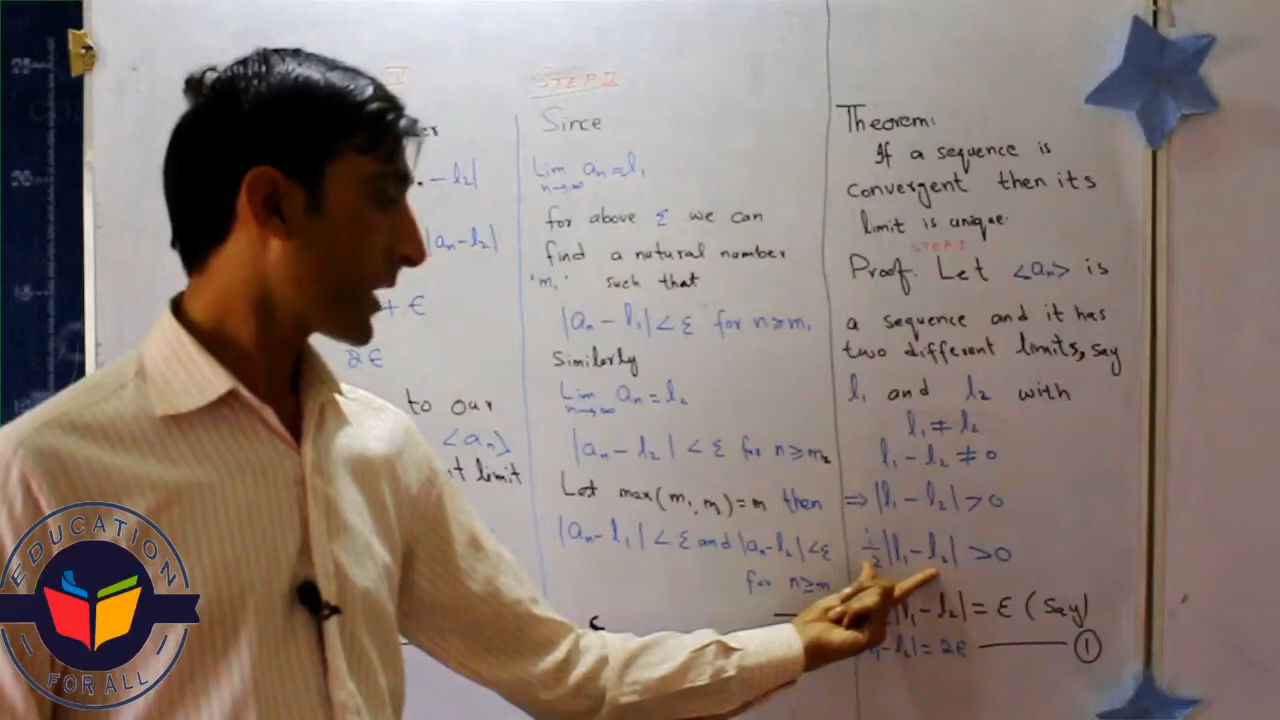 Theorem:
If a sequence is
convergent then its
limit is unique.
STEP I
Proof. Let <aₙ> is
a sequence and it has
two different limits, say
l₁ and l₂ with
l₁ ≠ l₂
l₁ - l₂ ≠ 0
⇒ |l₁ - l₂| > 0
½|l₁ - l₂| > 0
|l₁ - l₂| = ε (Say)
- l₂| = 2ε ——— ①
STEP II
Since
Lim aₙ = l₁
n→∞
for above ε we can
find a natural number
'm₁' such that
|aₙ - l₁| < ε for n ≥ m₁
Similarly
Lim aₙ = l₂
n→∞
|aₙ - l₂| < ε for n ≥ m₂
Let max(m₁, m₂) = m then
|aₙ - l₁| < ε and |aₙ - l₂| < ε
for n ≥ m
- l₂|
|aₙ - l₂|
+ ε
2ε
to our
<aₙ>
limit
25
20
15
EDUCATION
FOR ALL